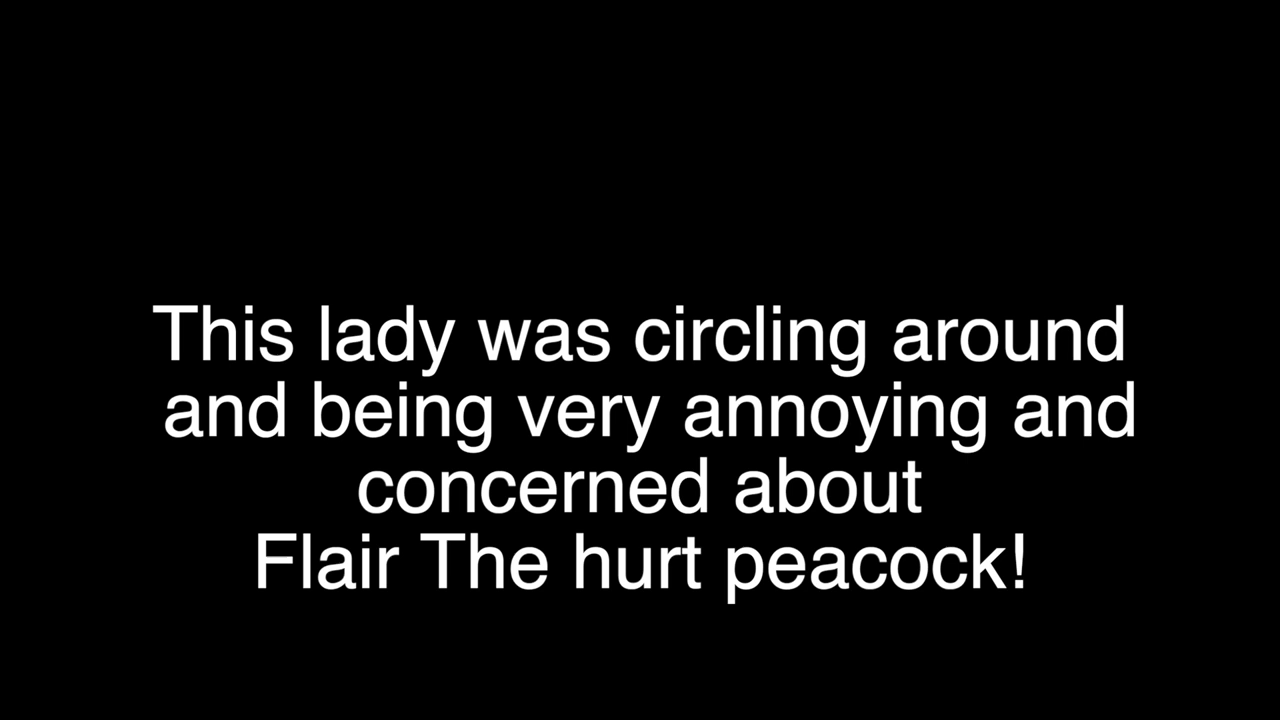 This lady was circling around
and being very annoying and
concerned about
Flair The hurt peacock!